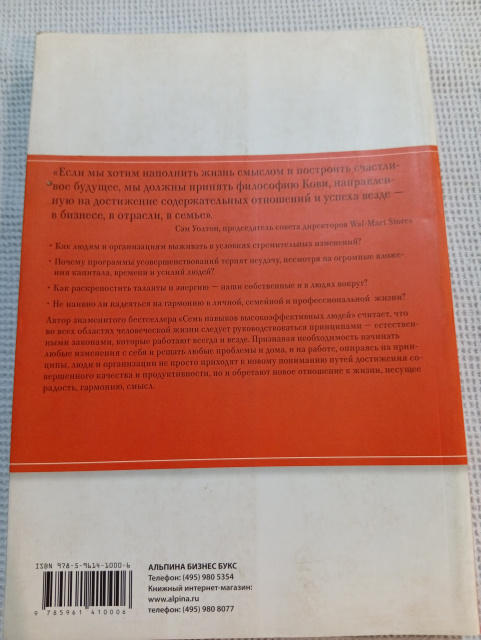 «Если мы хотим наполнить жизнь смыслом и построить счастли-
вое будущее, мы должны принять философию Кови, направлен-
ную на достижение содержательных отношений и успеха везде —
в бизнесе, в отрасли, в семье».
Сэм Уолтон, председатель совета директоров Wal-Mart Stores
• Как людям и организациям выживать в условиях стремительных изменений?
• Почему программы усовершенствований терпят неудачу, несмотря на огромные вложе-
ния капитала, времени и усилий людей?
• Как раскрепостить таланты и энергию — наши собственные и в людях вокруг?
• Не наивно ли надеяться на гармонию в личной, семейной и профессиональной жизни?
Автор знаменитого бестселлера «Семь навыков высокоэффективных людей» считает, что
во всех областях человеческой жизни следует руководствоваться принципами — естествен-
ными законами, которые работают всегда и везде. Признавая необходимость начинать
любые изменения с себя и решать любые проблемы и дома, и на работе, опираясь на прин-
ципы, люди и организации не просто приходят к новому пониманию путей достижения со-
вершенного качества и продуктивности, но и обретают новое отношение к жизни, несущее
радость, гармонию, смысл.
ISBN 978-5-9614-1000-6
9 785961 410006
АЛЬПИНА БИЗНЕС БУКС
Телефон: (495) 980 5354
Книжный интернет-магазин:
www.alpina.ru
телефон: (495) 980 8077